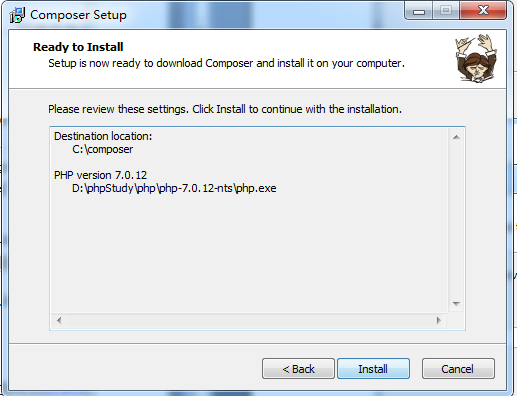 Composer Setup
Ready to Install
Setup is now ready to download Composer and install it on your computer.
Please review these settings. Click Install to continue with the installation.
Destination location:
C:\composer
PHP version 7.0.12
D:\phpStudy\php\php-7.0.12-nts\php.exe
< Back
Install
Cancel